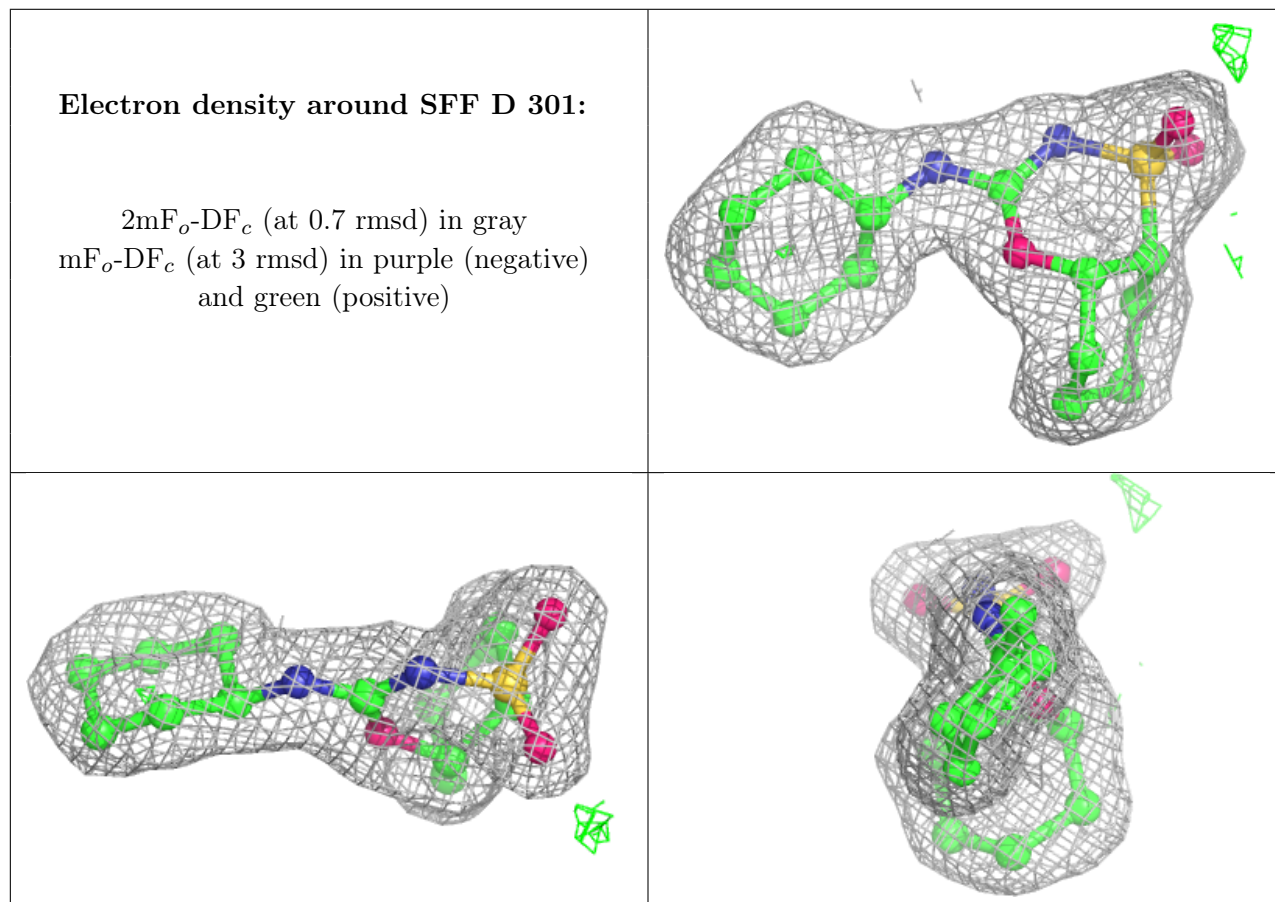 Electron density around SFF D 301:
2mFo-DFc (at 0.7 rmsd) in gray
mFo-DFc (at 3 rmsd) in purple (negative)
and green (positive)